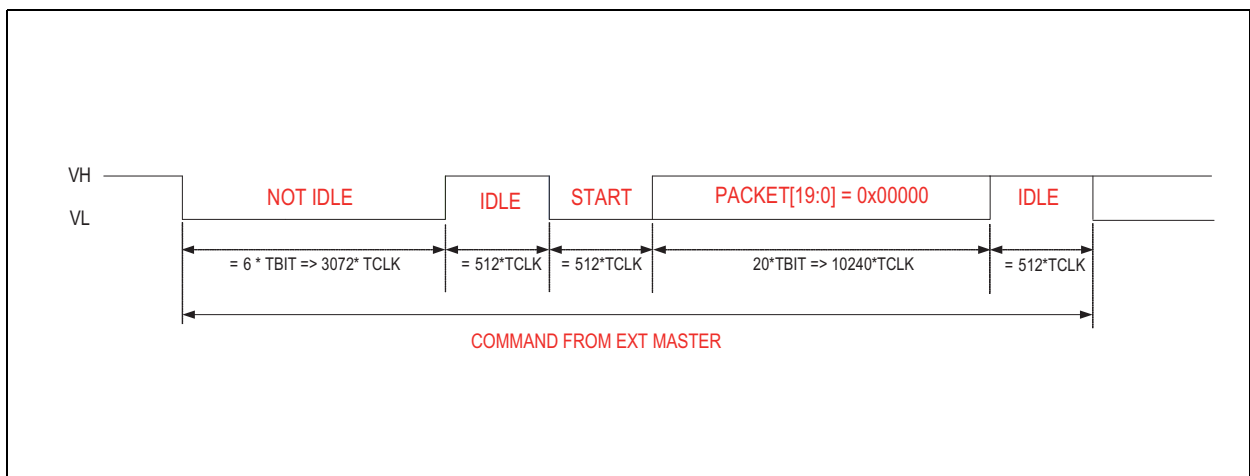 VH
VL
NOT IDLE
IDLE
START
PACKET[19:0] = 0x00000
IDLE
= 6 * TBIT => 3072* TCLK
= 512*TCLK
= 512*TCLK
20*TBIT => 10240*TCLK
= 512*TCLK
COMMAND FROM EXT MASTER